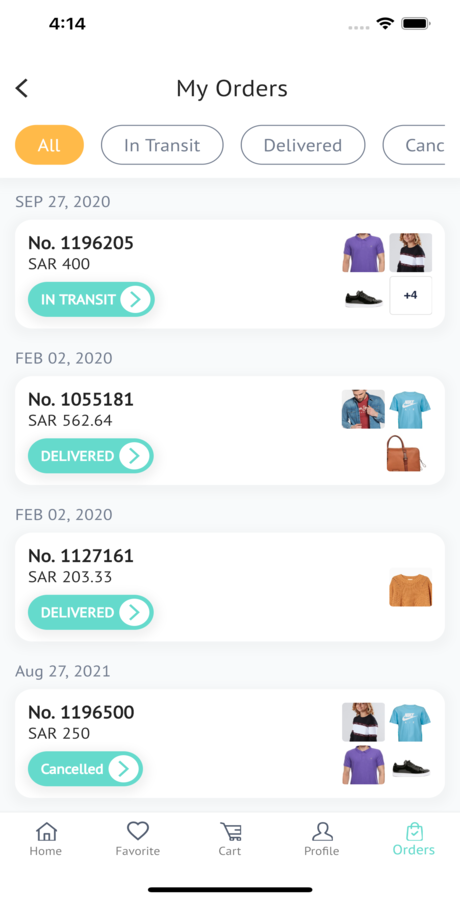 4:14
My Orders
All
In Transit
Delivered
Canc
SEP 27, 2020
No. 1196205
SAR 400
IN TRANSIT
+4
FEB 02, 2020
No. 1055181
SAR 562.64
DELIVERED
FEB 02, 2020
No. 1127161
SAR 203.33
DELIVERED
Aug 27, 2021
No. 1196500
SAR 250
Cancelled
Home
Favorite
Cart
Profile
Orders